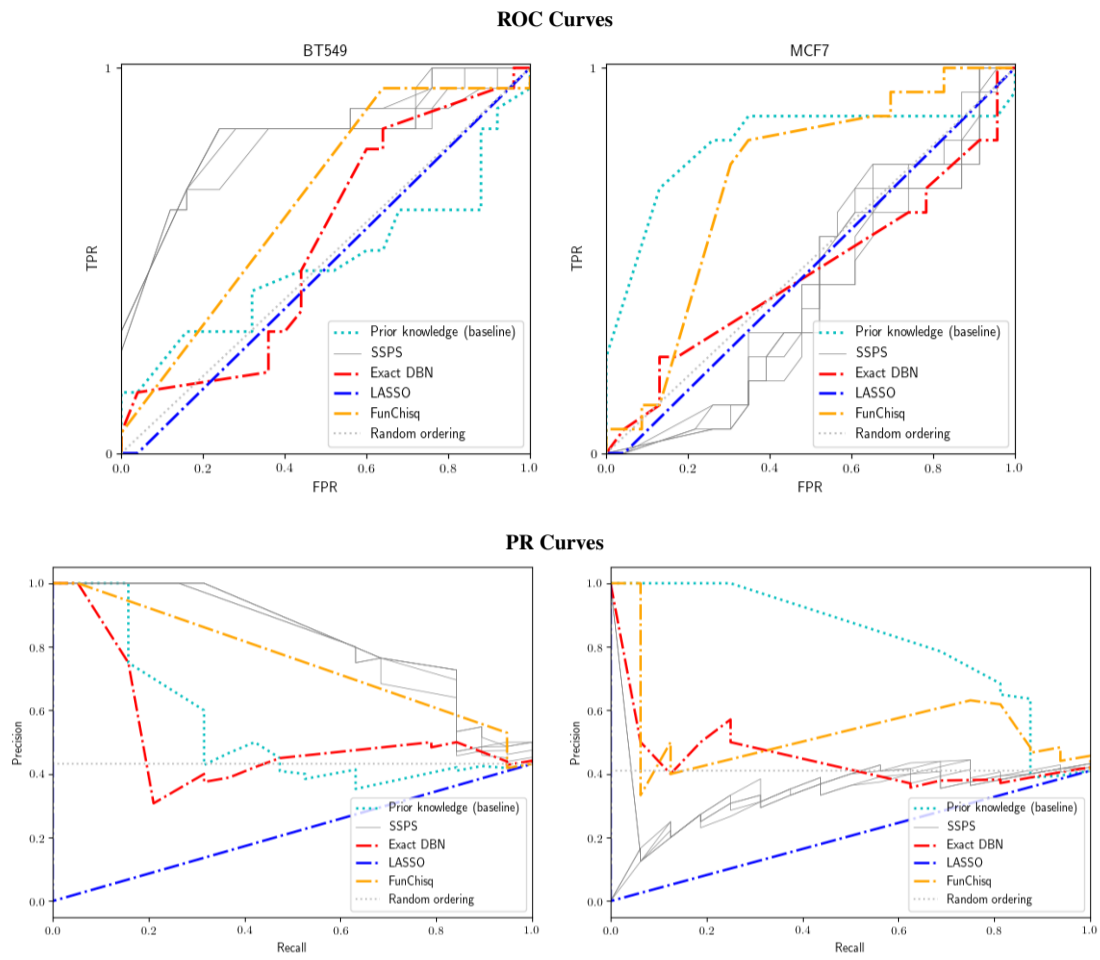 ROC Curves
BT549
MCF7
1
TPR
0
Prior knowledge (baseline)
SSPS
Exact DBN
LASSO
FunChisq
Random ordering
0.0 0.2 0.4 0.6 0.8 1.0
FPR
1
TPR
0
Prior knowledge (baseline)
SSPS
Exact DBN
LASSO
FunChisq
Random ordering
0.0 0.2 0.4 0.6 0.8 1.0
FPR
PR Curves
1.0
0.8
0.6
0.4
0.2
0.0
Precision
Prior knowledge (baseline)
SSPS
Exact DBN
LASSO
FunChisq
Random ordering
0.0 0.2 0.4 0.6 0.8 1.0
Recall
1.0
0.8
0.6
0.4
0.2
0.0
Precision
Prior knowledge (baseline)
SSPS
Exact DBN
LASSO
FunChisq
Random ordering
0.0 0.2 0.4 0.6 0.8 1.0
Recall